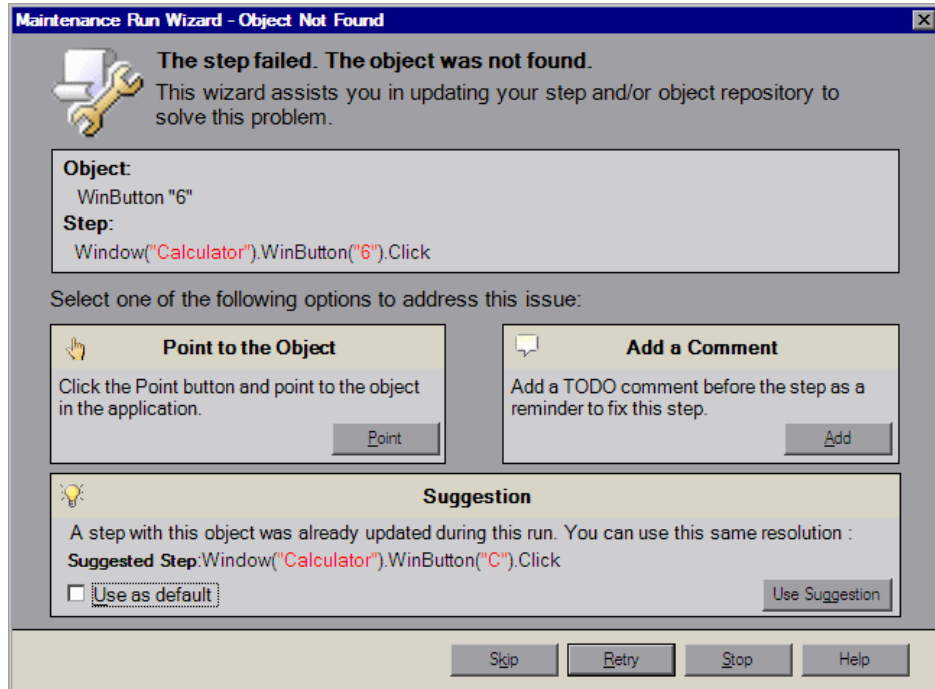 Maintenance Run Wizard - Object Not Found
The step failed. The object was not found.
This wizard assists you in updating your step and/or object repository to
solve this problem.
Object:
WinButton "6"
Step:
Window("Calculator").WinButton("6").Click
Select one of the following options to address this issue:
Point to the Object
Click the Point button and point to the object
in the application.
Point
Add a Comment
Add a TODO comment before the step as a
reminder to fix this step.
Add
Suggestion
A step with this object was already updated during this run. You can use this same resolution :
Suggested Step:Window("Calculator").WinButton("C").Click
Use as default
Use Suggestion
Skip
Retry
Stop
Help